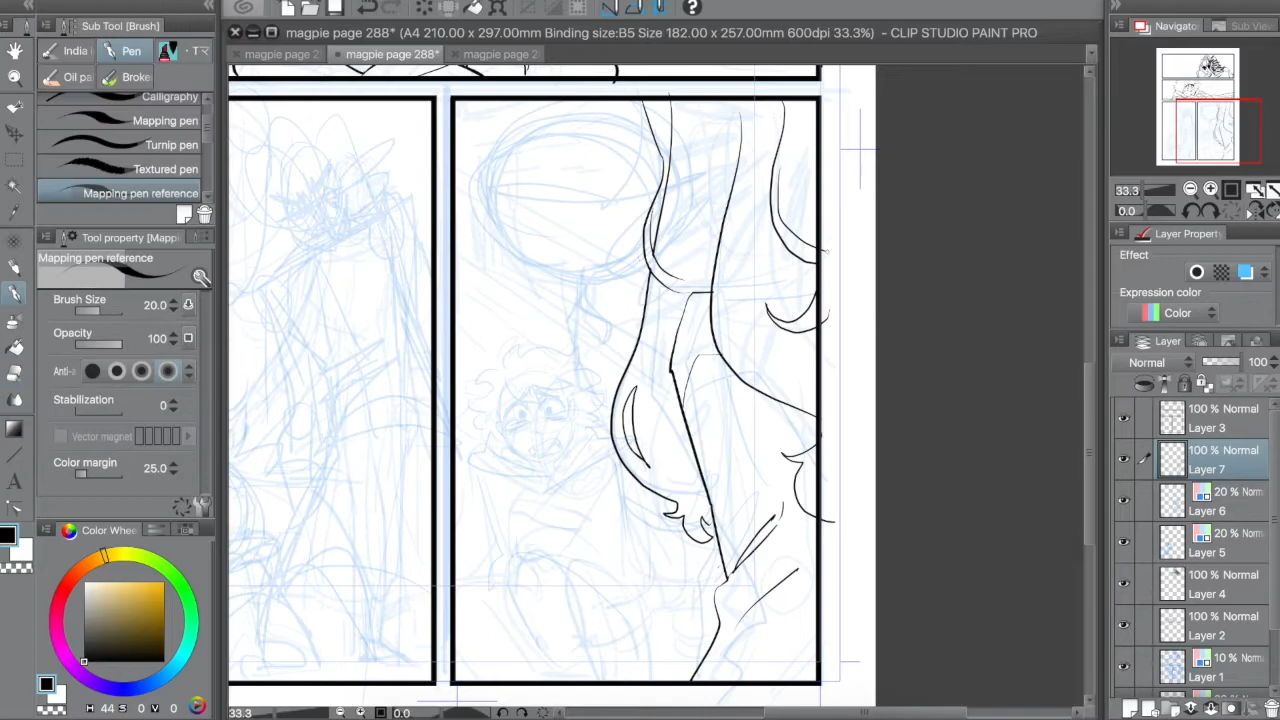 Sub Tool [Brush]
magpie page 288* (A4 210.00 x 297.00mm Binding size:B5 Size 182.00 x 257.00mm 600dpi 33.3%) - CLIP STUDIO PAINT PRO
Navigato
Sub View
magpie page 2
magpie page 288*
magpie page 2
India
Pen
Tマ
Oil pa
Broke
Calligraphy
Mapping pen
Turnip pen
Textured pen
Mapping pen reference
Tool property [Mappi
Mapping pen reference
Brush Size
20.0
Opacity
100
Anti-a
Stabilization
0
Vector magnet
Color margin
25.0
Color Whe
H 44 S 0 V 0
33.3
0.0
33.3
0.0
Layer Property
Effect
Expression color
Color
Layer
Normal
100
100 % Normal
Layer 3
100 % Normal
Layer 7
20 % Norm
Layer 6
20 % Norm
Layer 5
100 % Normal
Layer 4
100 % Normal
Layer 2
10 % Norm
Layer 1